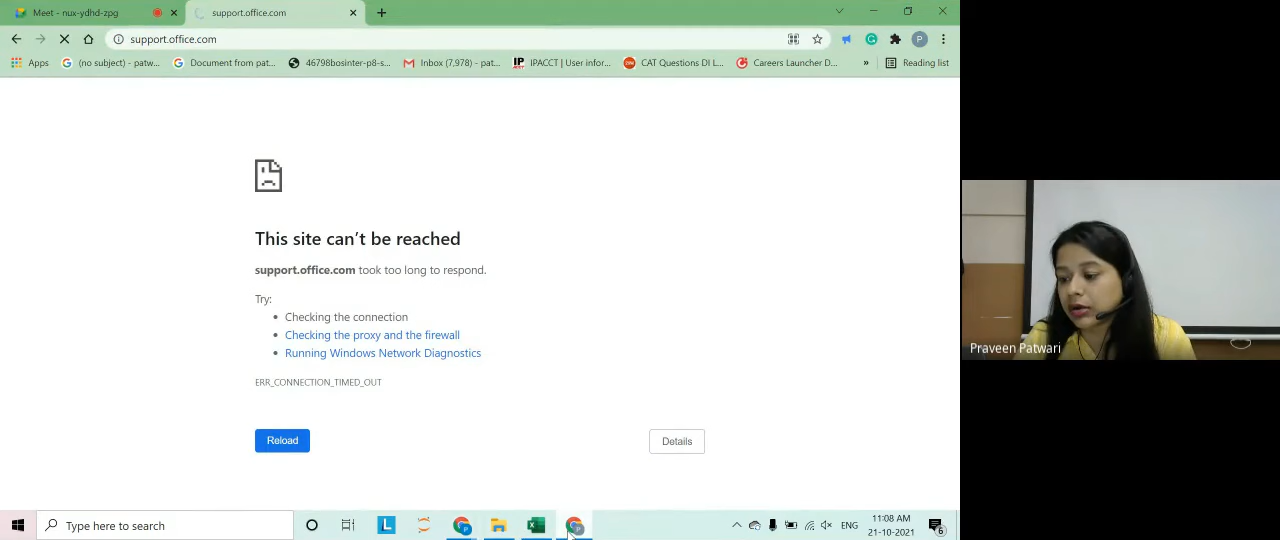 Meet - nux-ydhd-zpg
support.office.com
support.office.com
P
Apps
(no subject) - patw...
Document from pat...
46798bosinter-p8-s...
Inbox (7,978) - pat...
IPACCT | User infor...
CAT Questions DI L...
Careers Launcher D...
»
Reading list
This site can’t be reached
support.office.com took too long to respond.
Try:
• Checking the connection
• Checking the proxy and the firewall
• Running Windows Network Diagnostics
ERR_CONNECTION_TIMED_OUT
Reload
Details
Praveen Patwari
Type here to search
L
ENG
11:08 AM
21-10-2021
6